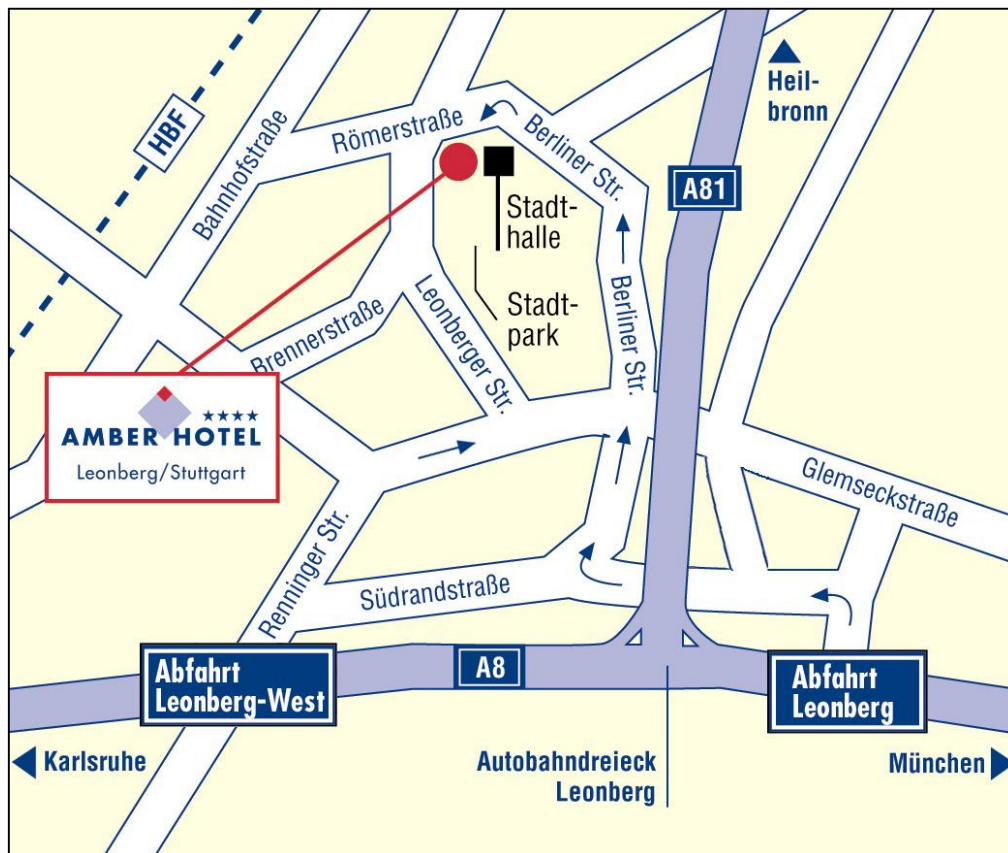 HBF
Bahnhofstraße
Römerstraße
Berliner Str.
Heil-
bronn
A81
Stadt-
halle
Stadt-
park
Berliner Str.
Leonberger Str.
Brennerstraße
★★★★
AMBER HOTEL
Leonberg/Stuttgart
Glemseckstraße
Renninger Str.
Südrandstraße
Abfahrt
Leonberg-West
A8
Abfahrt
Leonberg
Karlsruhe
Autobahndreieck
Leonberg
München